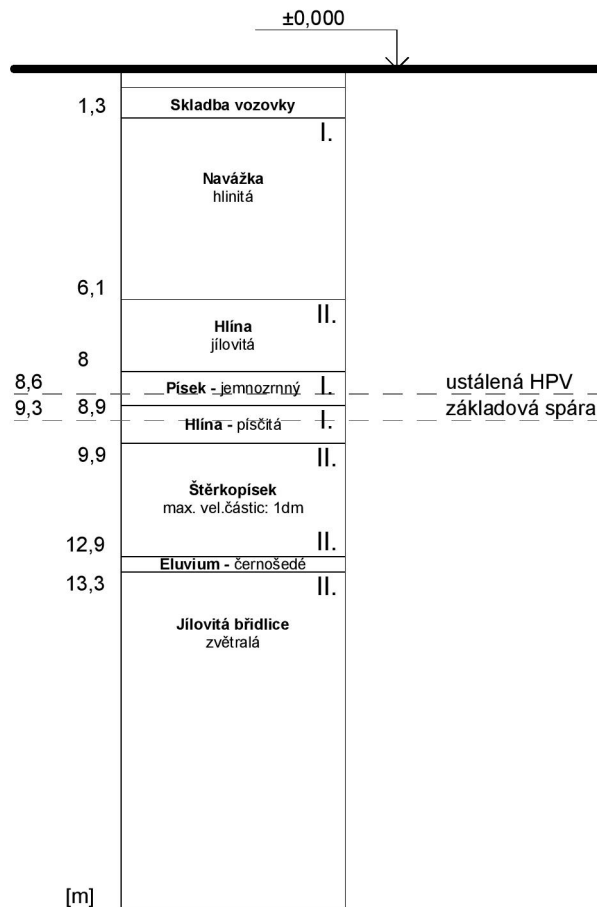 ±0,000
1,3
Skladba vozovky
I.
Navážka
hlinitá
6,1
II.
Hlína
jílovitá
8
8,6
Písek - jemnozrnný
I.
ustálená HPV
9,3
8,9
Hlína - písčitá
I.
základová spára
9,9
II.
Štěrkopísek
max. vel.částic: 1dm
12,9
II.
Eluvium - černošedé
13,3
II.
Jílovitá břidlice
zvětralá
[m]